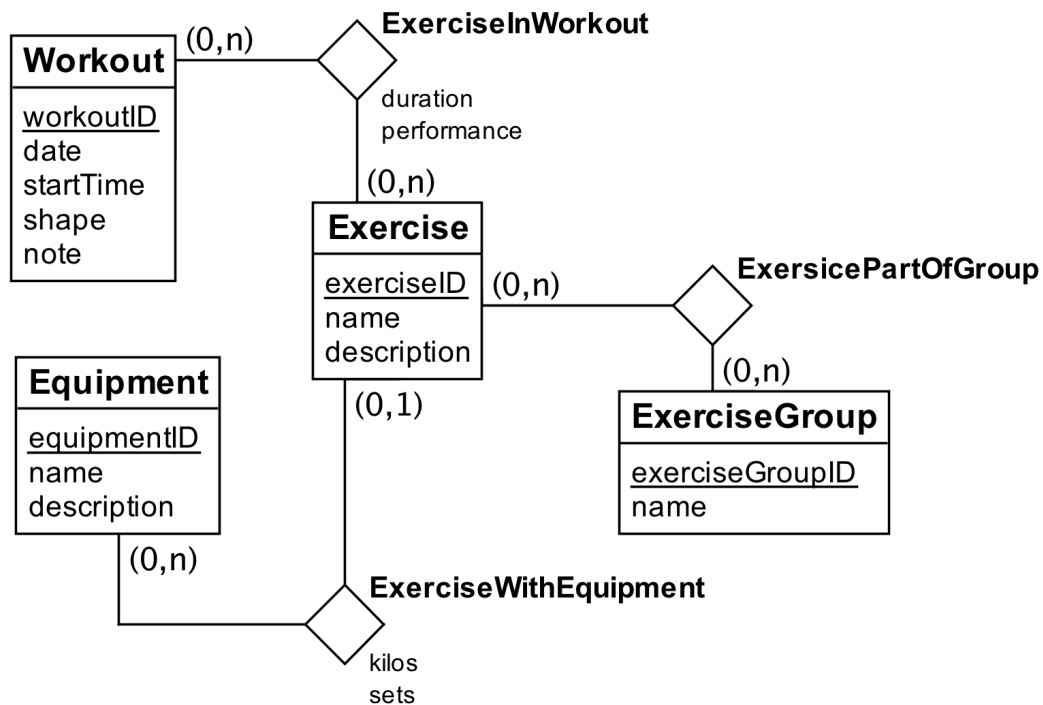 ExerciseInWorkout
(0,n)
Workout
workoutID
date
startTime
shape
note
duration
performance
(0,n)
Exercise
exerciseID
name
description
(0,n)
ExersicePartOfGroup
(0,n)
ExerciseGroup
exerciseGroupID
name
(0,1)
Equipment
equipmentID
name
description
(0,n)
ExerciseWithEquipment
kilos
sets